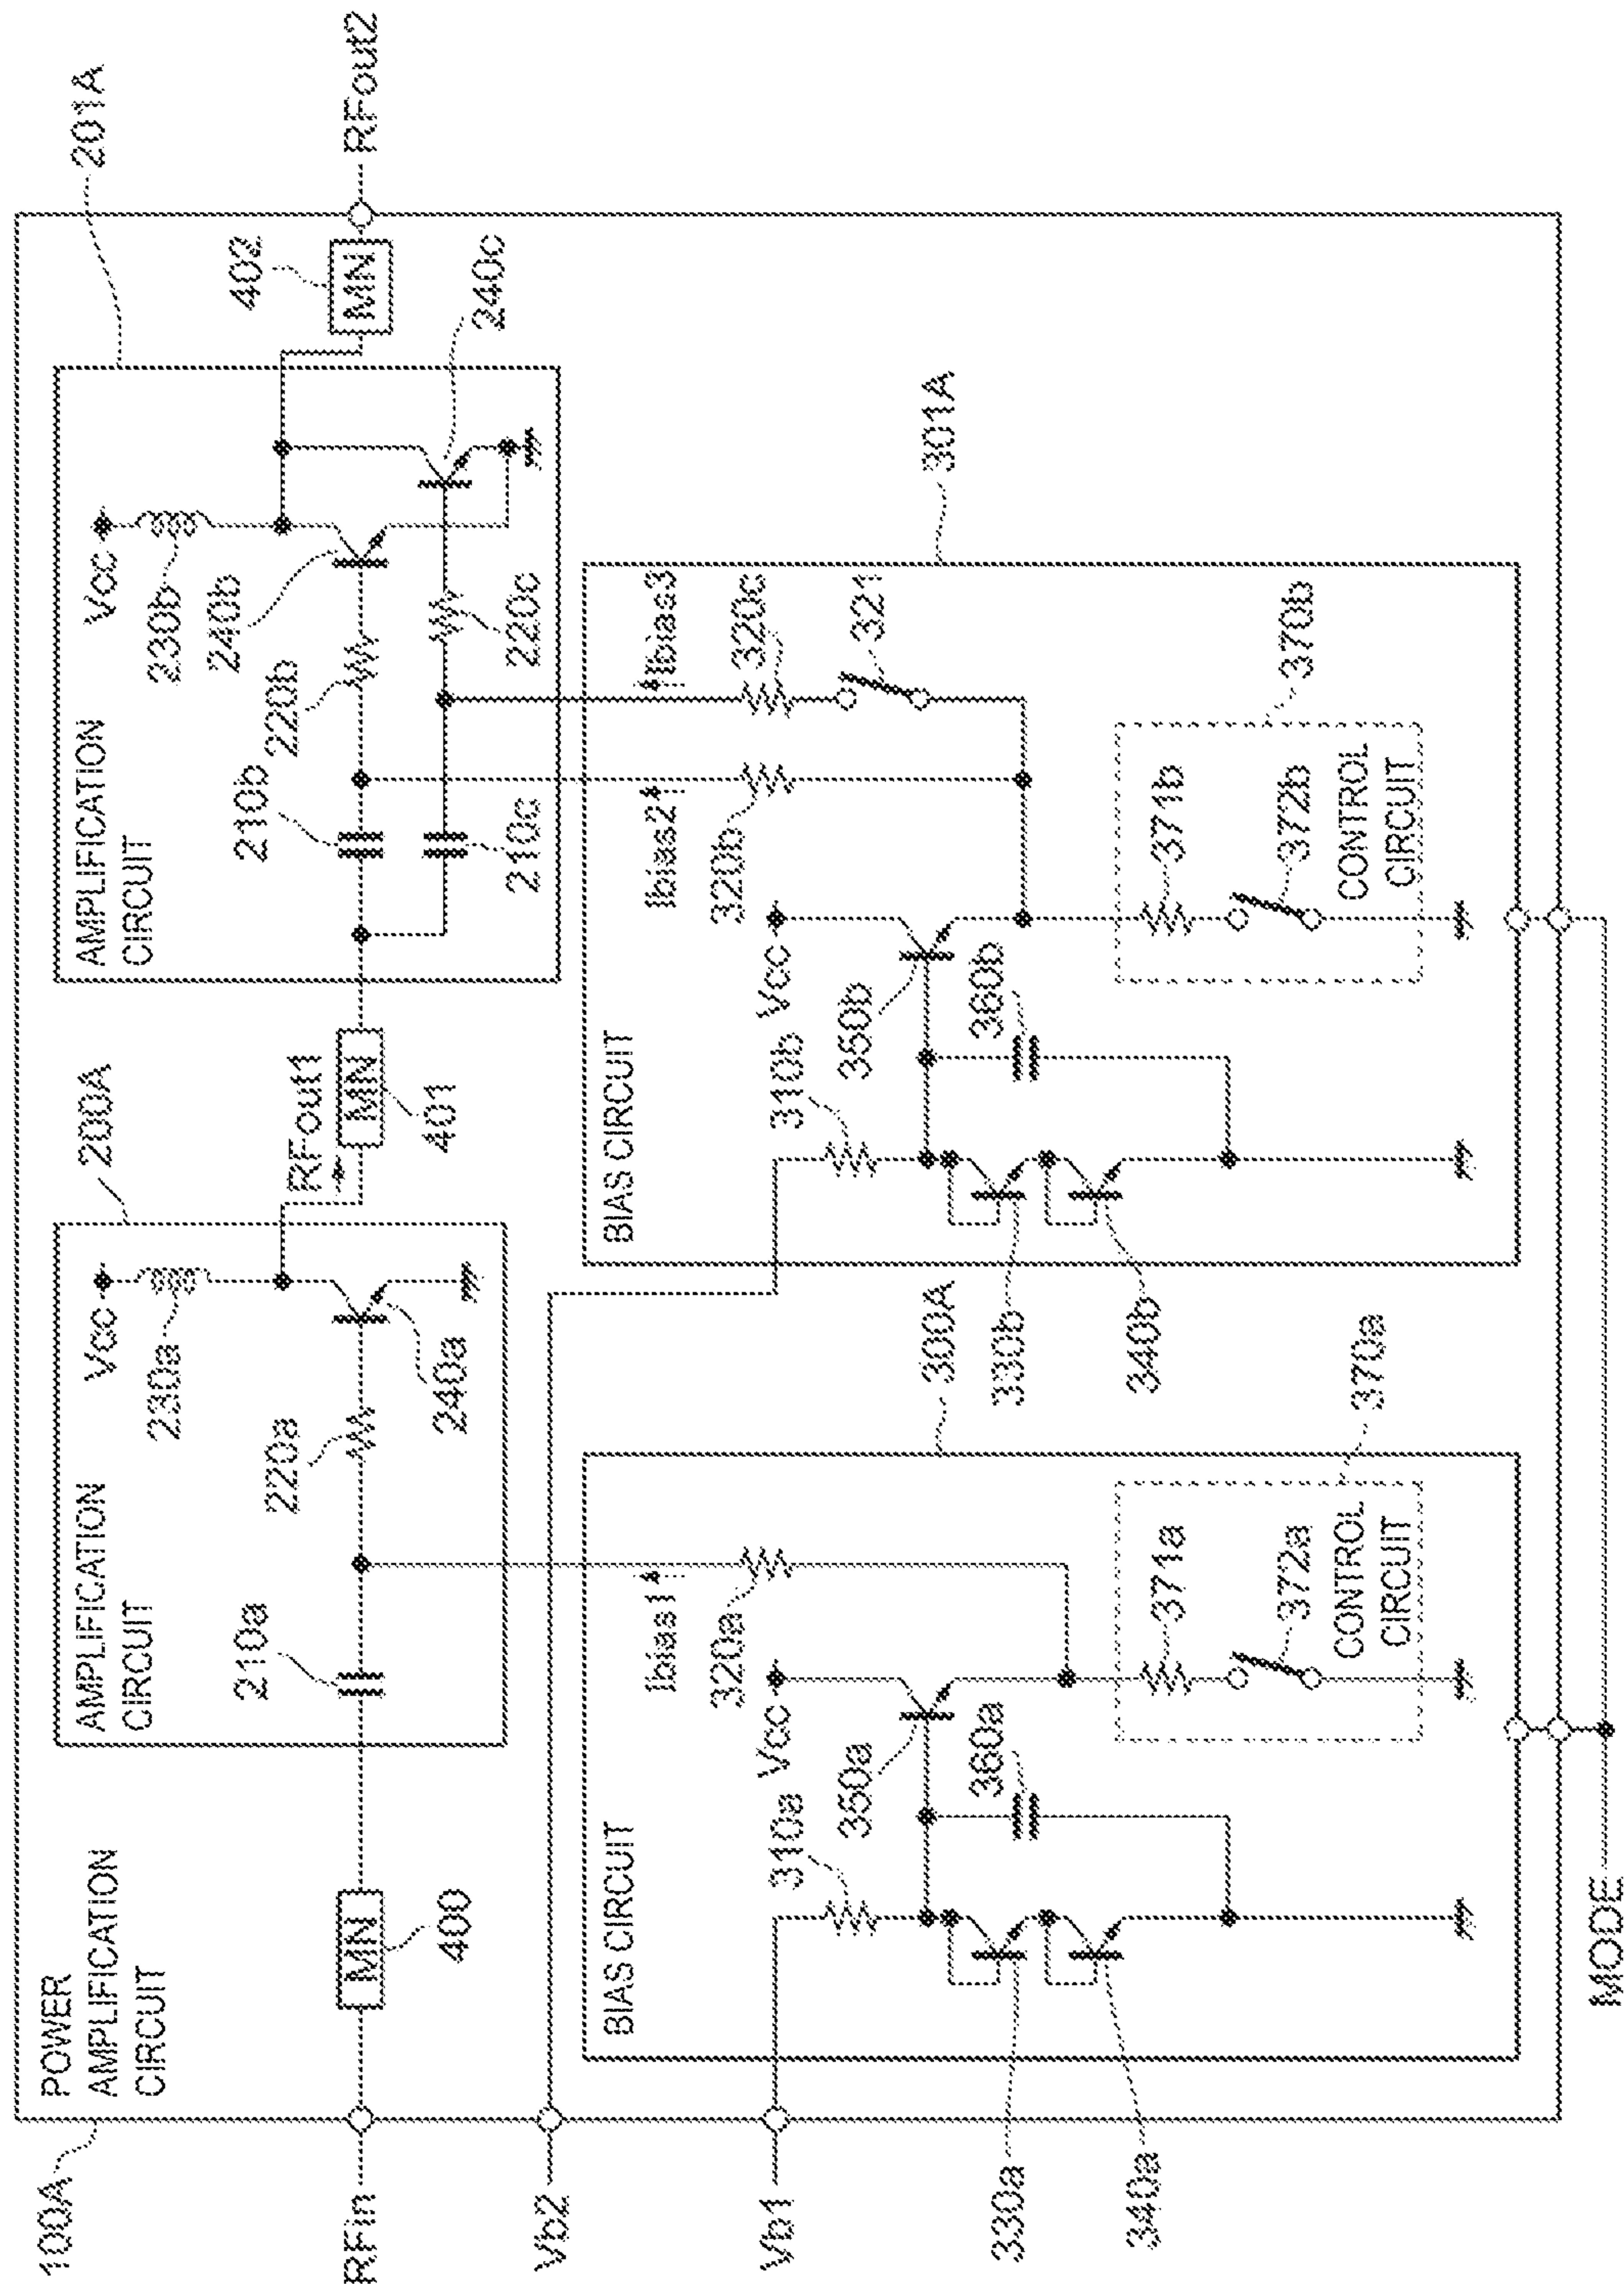 100A
POWER
AMPLIFICATION
CIRCUIT
RFin
MN
400
AMPLIFICATION
CIRCUIT
200A
210a
220a
Vcc
230a
240a
RFout1
MN
401
AMPLIFICATION
CIRCUIT
201A
210b
220b
Vcc
230b
240b
210c
220c
240c
402
MN
RFout2
Vb2
Vb1
BIAS CIRCUIT
300A
Ibias1
320a
Vcc
310a
350a
360a
330a
340a
371a
372a
CONTROL
CIRCUIT
370a
BIAS CIRCUIT
301A
Ibias2
Ibias3
320b
320c
321
Vcc
310b
350b
360b
330b
340b
371b
372b
CONTROL
CIRCUIT
370b
MODE